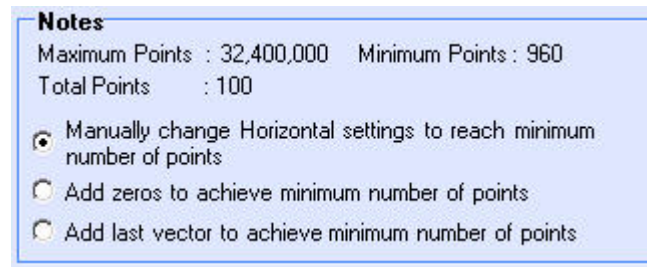 Notes
Maximum Points : 32,400,000 Minimum Points : 960
Total Points : 100
Manually change Horizontal settings to reach minimum
number of points
Add zeros to achieve minimum number of points
Add last vector to achieve minimum number of points